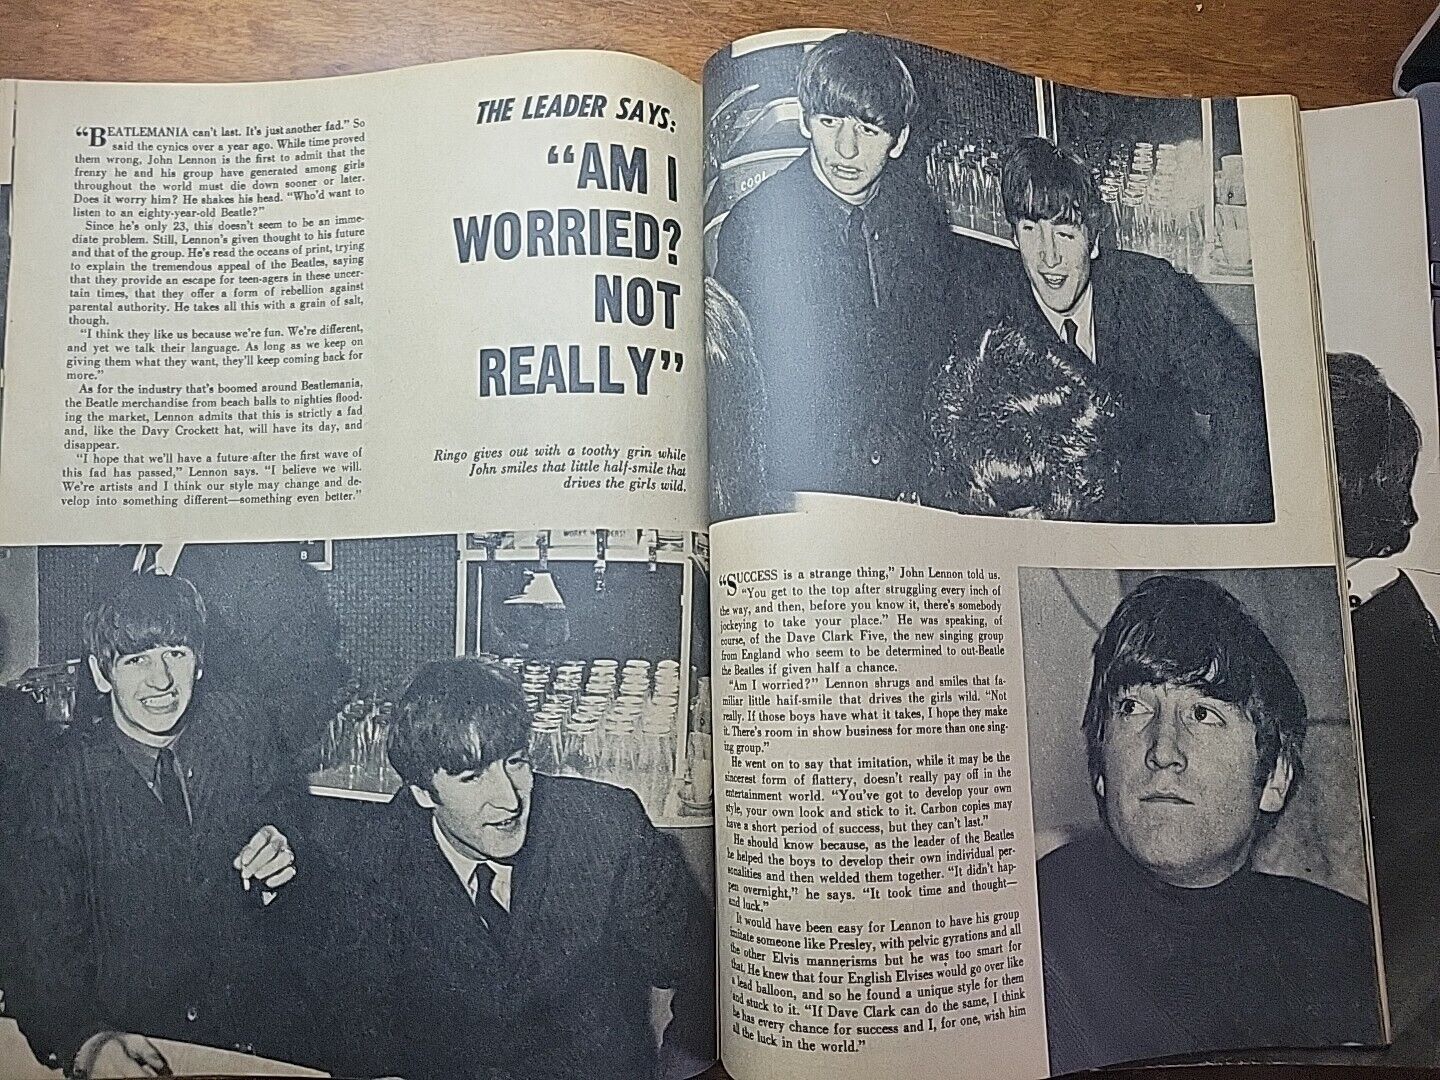 "BEATLEMANIA can't last. It's just another fad." So
said the cynics over a year ago. While time proved
them wrong, John Lennon is the first to admit that the
frenzy he and his group have generated among girls
throughout the world must die down sooner or later.
Does it worry him? He shakes his head. "Who'd want to
listen to an eighty-year-old Beatle?"
Since he's only 23, this doesn't seem to be an imme-
diate problem. Still, Lennon's given thought to his future
and that of the group. He's read the oceans of print, trying
to explain the tremendous appeal of the Beatles, saying
that they provide an escape for teen-agers in these uncer-
tain times, that they offer a form of rebellion against
parental authority. He takes all this with a grain of salt,
though.
"I think they like us because we're fun. We're different,
and yet we talk their language. As long as we keep on
giving them what they want, they'll keep coming back for
more."
As for the industry that's boomed around Beatlemania,
the Beatle merchandise from beach balls to nighties flood-
ing the market, Lennon admits that this is strictly a fad
and, like the Davy Crockett hat, will have its day, and
disappear.
"I hope that we'll have a future after the first wave of
this fad has passed," Lennon says. "I believe we will.
We're artists and I think our style may change and de-
velop into something different—something even better."
THE LEADER SAYS:
"AM I
WORRIED?
NOT
REALLY"
Ringo gives out with a toothy grin while
John smiles that little half-smile that
drives the girls wild.
COOL
B
"SUCCESS is a strange thing," John Lennon told us.
"You get to the top after struggling every inch of
the way, and then, before you know it, there's somebody
jockeying to take your place." He was speaking, of
course, of the Dave Clark Five, the new singing group
from England who seem to be determined to out-Beatle
the Beatles if given half a chance.
"Am I worried?" Lennon shrugs and smiles that fa-
miliar little half-smile that drives the girls wild. "Not
really. If those boys have what it takes, I hope they make
it. There's room in show business for more than one sing-
ing group."
He went on to say that imitation, while it may be the
sincerest form of flattery, doesn't really pay off in the
entertainment world. "You've got to develop your own
style, your own look and stick to it. Carbon copies may
have a short period of success, but they can't last."
He should know because, as the leader of the Beatles
he helped the boys to develop their own individual per-
sonalities and then welded them together. "It didn't hap-
pen overnight," he says. "It took time and thought—
and luck."
It would have been easy for Lennon to have his group
imitate someone like Presley, with pelvic gyrations and all
the other Elvis mannerisms but he was too smart for
that. He knew that four English Elvises would go over like
a lead balloon, and so he found a unique style for them
and stuck to it. "If Dave Clark can do the same, I think
he has every chance for success and I, for one, wish him
all the luck in the world."